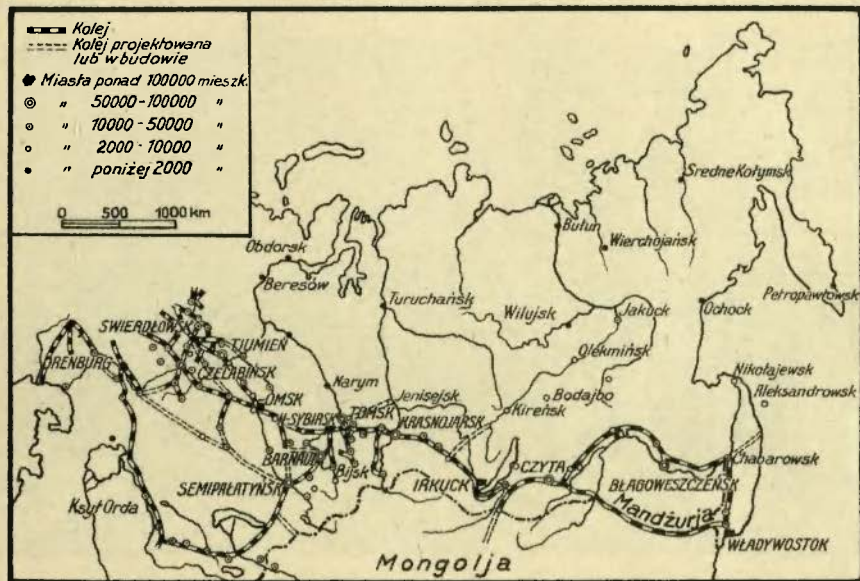 Kolej
Kolej projektowana
lub w budowie
Miasta ponad 100000 mieszk.
" 50000-100000 "
" 10000-50000 "
" 2000-10000 "
" poniżej 2000 "
0 500 1000 km
Sredne Kołymsk
Bułun
Wierchojańsk
Obdorsk
Beresów
Turuchańsk
Wilujsk
Jakuck
Ochock
Petropawłowsk
SWIERDŁOWSK
TJUMIEŃ
ORENBURG
CZELABIŃSK
Olekmińsk
Nikołajewsk
Aleksandrowsk
Narym
Jenisejsk
Bodajbo
OMSK
N-SYBIRSK
TOMSK
KRASNOJARSK
Kireńsk
BARNAUŁ
Bijsk
Chabarowsk
SEMIPAŁATYŃSK
IRKUCK
CZYTA
BŁAGOWESZCZEŃSK
Ksył Orda
Mandżurja
WŁADYWOSTOK
Mongolja